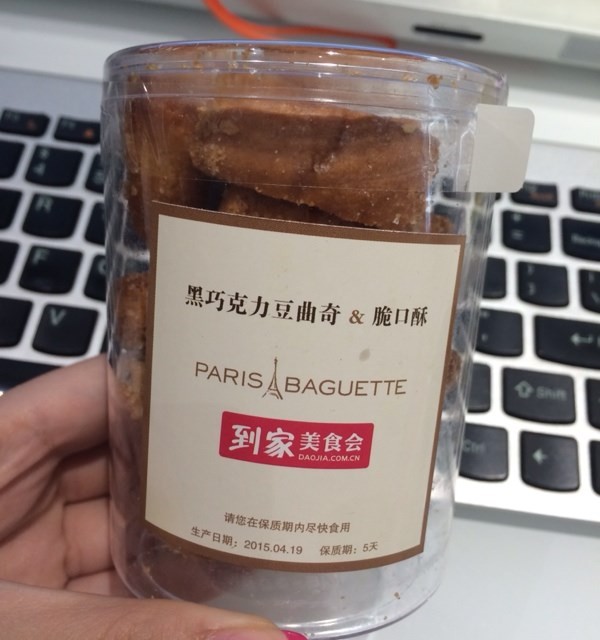 黑巧克力豆曲奇 & 脆口酥
PARIS BAGUETTE
到家美食会
DAOJIA.COM.CN
请您在保质期内尽快食用
生产日期：2015.04.19 保质期：5天
Shift
Ctrl